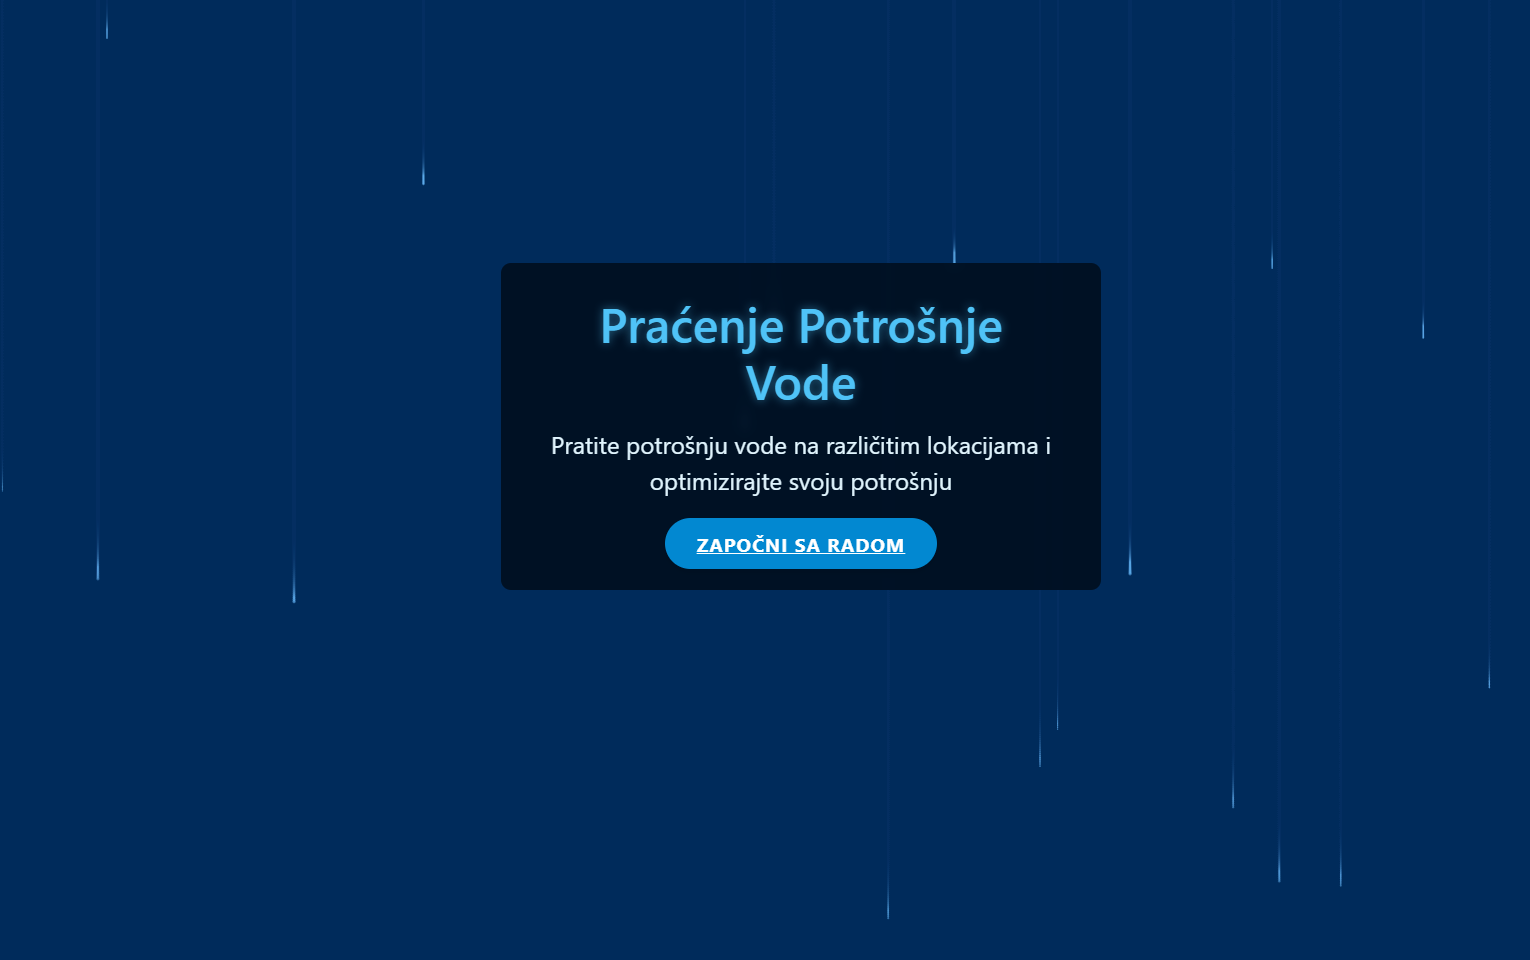 Praćenje Potrošnje
Vode
Pratite potrošnju vode na različitim lokacijama i
optimizirajte svoju potrošnju
ZAPOČNI SA RADOM